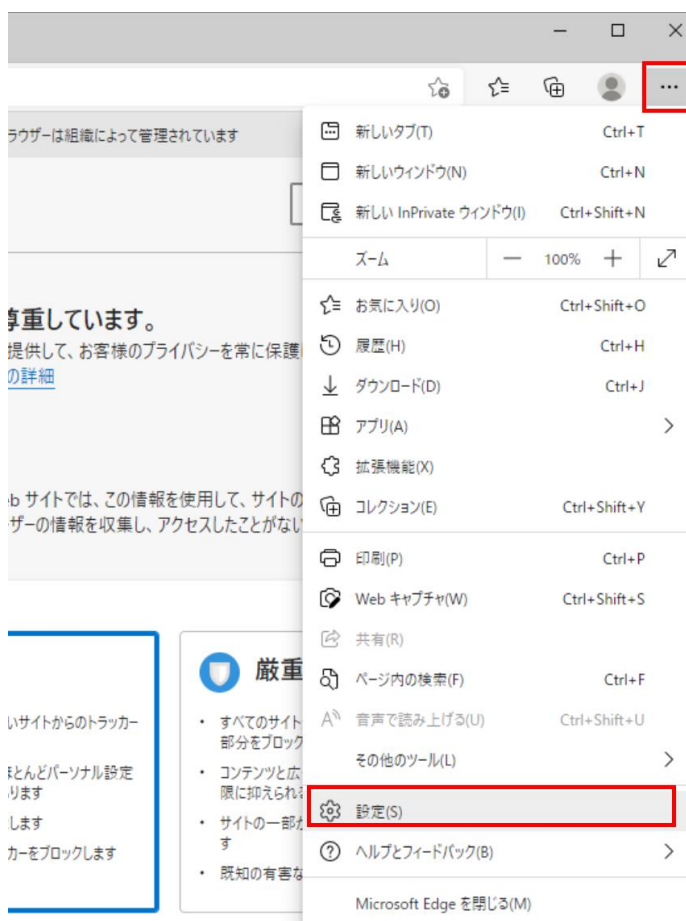 ラウザーは組織によって管理されています
尊重しています。
提供して、お客様のプライバシーを常に保護
の詳細
b サイトでは、この情報を使用して、サイトの
ザーの情報を収集し、アクセスしたことがない
いサイトからのトラッカー
ほとんどパーソナル設定
ります
します
カーをブロックします
厳重
• すべてのサイト
部分をブロック
• コンテンツと広
限に抑えられ
• サイトの一部が
す
• 既知の有害な
新しいタブ(T) Ctrl+T
新しいウィンドウ(N) Ctrl+N
新しい InPrivate ウィンドウ(I) Ctrl+Shift+N
ズーム — 100% +
お気に入り(O) Ctrl+Shift+O
履歴(H) Ctrl+H
ダウンロード(D) Ctrl+J
アプリ(A)
拡張機能(X)
コレクション(E) Ctrl+Shift+Y
印刷(P) Ctrl+P
Web キャプチャ(W) Ctrl+Shift+S
共有(R)
ページ内の検索(F) Ctrl+F
音声で読み上げる(U) Ctrl+Shift+U
その他のツール(L)
設定(S)
ヘルプとフィードバック(B)
Microsoft Edge を閉じる(M)